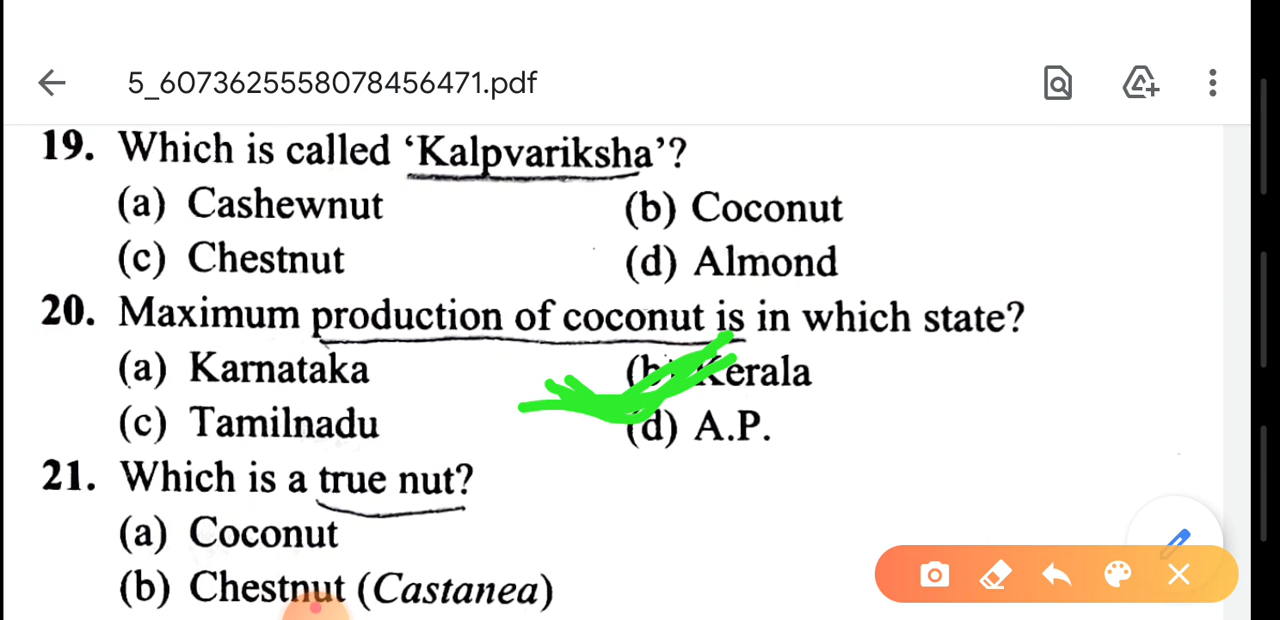 5_6073625558078456471.pdf
19. Which is called ‘Kalpvariksha’?
(a) Cashewnut (b) Coconut
(c) Chestnut (d) Almond
20. Maximum production of coconut is in which state?
(a) Karnataka (b) Kerala
(c) Tamilnadu (d) A.P.
21. Which is a true nut?
(a) Coconut
(b) Chestnut (Castanea)